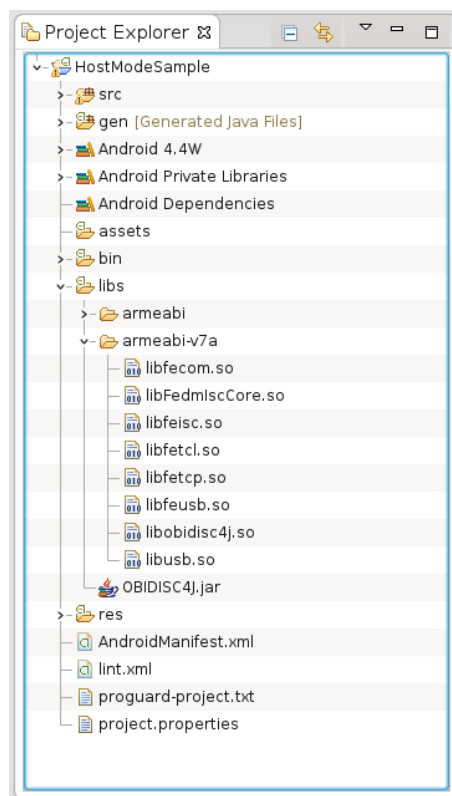 Project Explorer
HostModeSample
src
gen [Generated Java Files]
Android 4.4W
Android Private Libraries
Android Dependencies
assets
bin
libs
armeabi
armeabi-v7a
libfecom.so
libFedmIscCore.so
libfeisc.so
libfetcl.so
libfetcp.so
libfeusb.so
libobidisc4j.so
libusb.so
OBIDISC4J.jar
res
AndroidManifest.xml
lint.xml
proguard-project.txt
project.properties